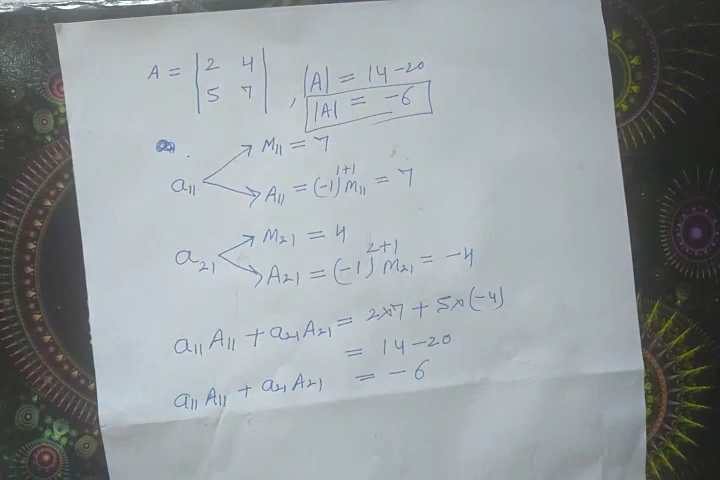 A = |2 4| , |A| = 14-20
|5 7| |A| = -6
a₁₁ → M₁₁ = 7
→ A₁₁ = (-1)¹⁺¹ M₁₁ = 7
a₂₁ → M₂₁ = 4
→ A₂₁ = (-1)²⁺¹ M₂₁ = -4
a₁₁ A₁₁ + a₂₁ A₂₁ = 2×7 + 5×(-4)
= 14-20
a₁₁ A₁₁ + a₂₁ A₂₁ = -6